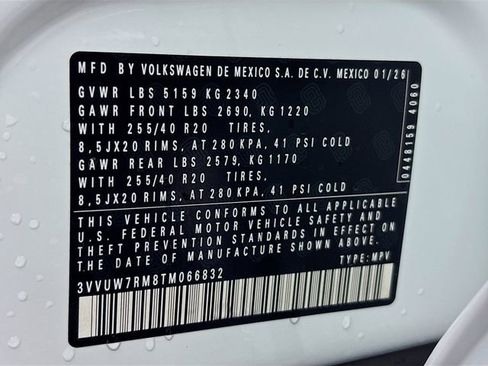 MFD BY VOLKSWAGEN DE MEXICO S.A. DE C.V. MEXICO 01/26
GVWR LBS 5159 KG 2340
GAWR FRONT LBS 2690, KG 1220
WITH 255/40 R20 TIRES,
8,5JX20 RIMS, AT 280 KPA, 41 PSI COLD
GAWR REAR LBS 2579, KG 1170
WITH 255/40 R20 TIRES,
8,5JX20 RIMS, AT 280 KPA, 41 PSI COLD
THIS VEHICLE CONFORMS TO ALL APPLICABLE
U.S. FEDERAL MOTOR VEHICLE SAFETY AND
THEFT PREVENTION STANDARDS IN EFFECT ON
THE DATE OF MANUFACTURE SHOWN ABOVE.
3VVUW7RM8TM066832 TYPE: MPV
0448159 4060